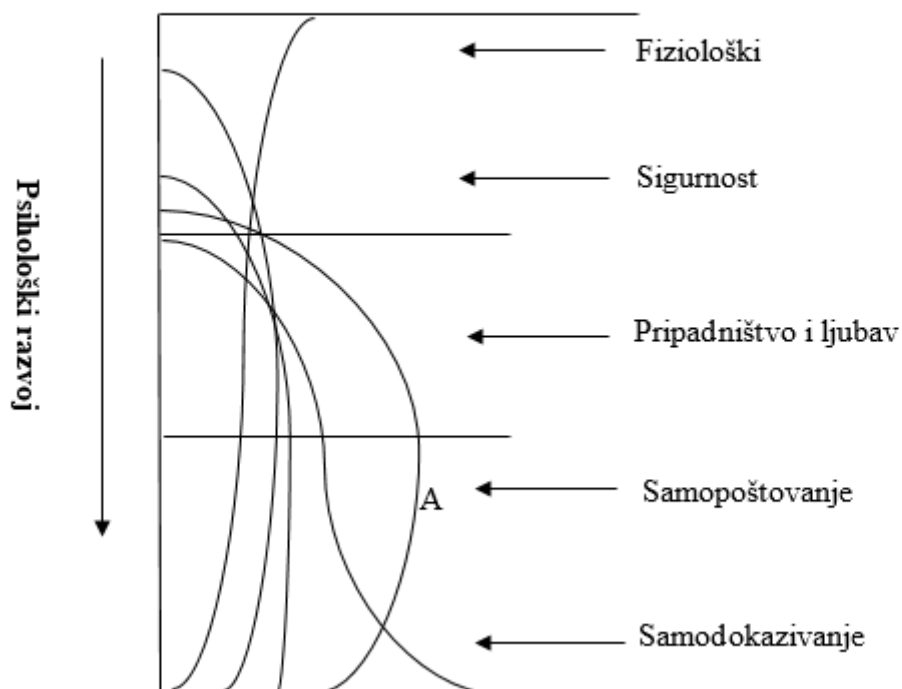 Fiziološki
Sigurnost
Psihološki razvoj
Pripadništvo i ljubav
A
Samopoštovanje
Samodokazivanje